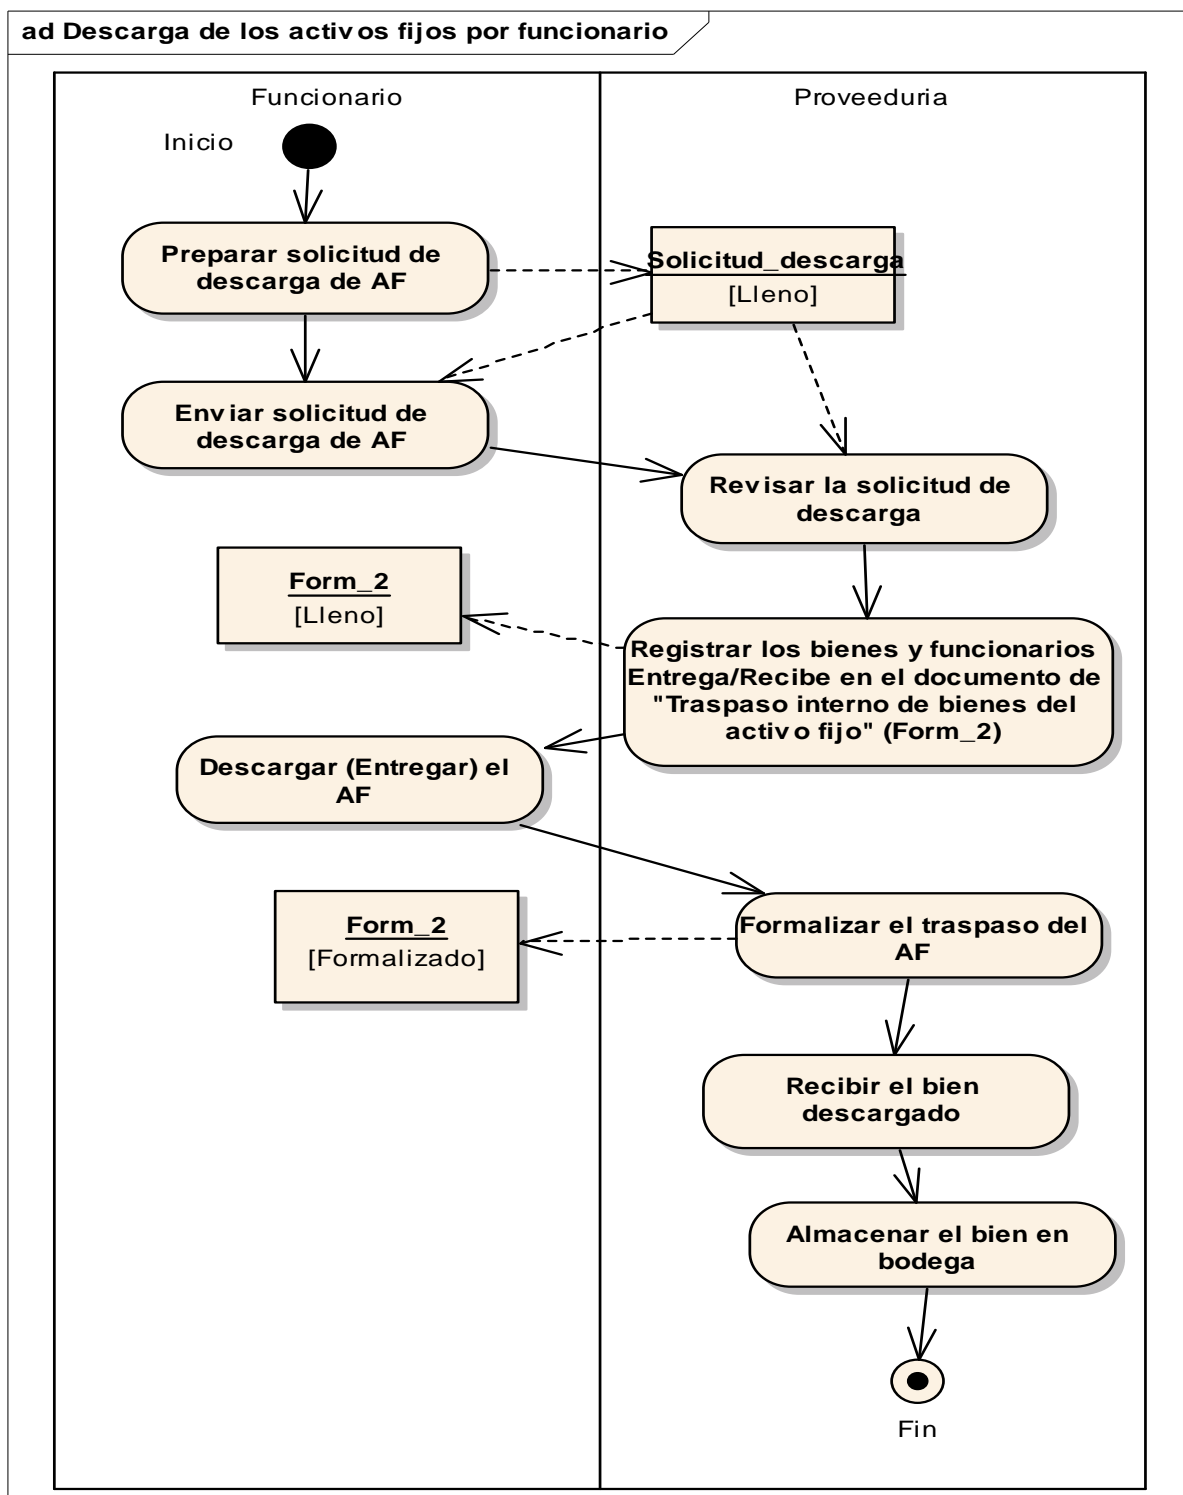 ad Descarga de los activos fijos por funcionario
Funcionario
Proveeduria
Inicio
Preparar solicitud de
descarga de AF
Solicitud_descarga
[Lleno]
Enviar solicitud de
descarga de AF
Revisar la solicitud de
descarga
Form_2
[Lleno]
Registrar los bienes y funcionarios
Entrega/Recibe en el documento de
"Traspaso interno de bienes del
activo fijo" (Form_2)
Descargar (Entregar) el
AF
Form_2
[Formalizado]
Formalizar el traspaso del
AF
Recibir el bien
descargado
Almacenar el bien en
bodega
Fin